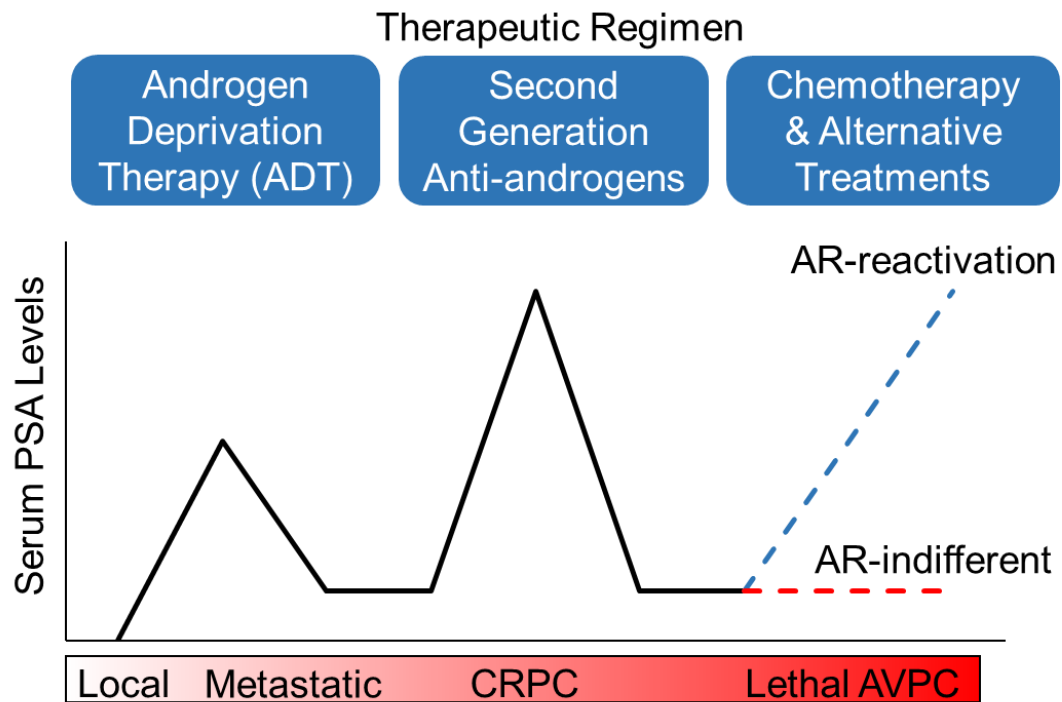 Therapeutic Regimen
Androgen
Deprivation
Therapy (ADT)
Second
Generation
Anti-androgens
Chemotherapy
& Alternative
Treatments
Serum PSA Levels
AR-reactivation
AR-indifferent
Local
Metastatic
CRPC
Lethal AVPC